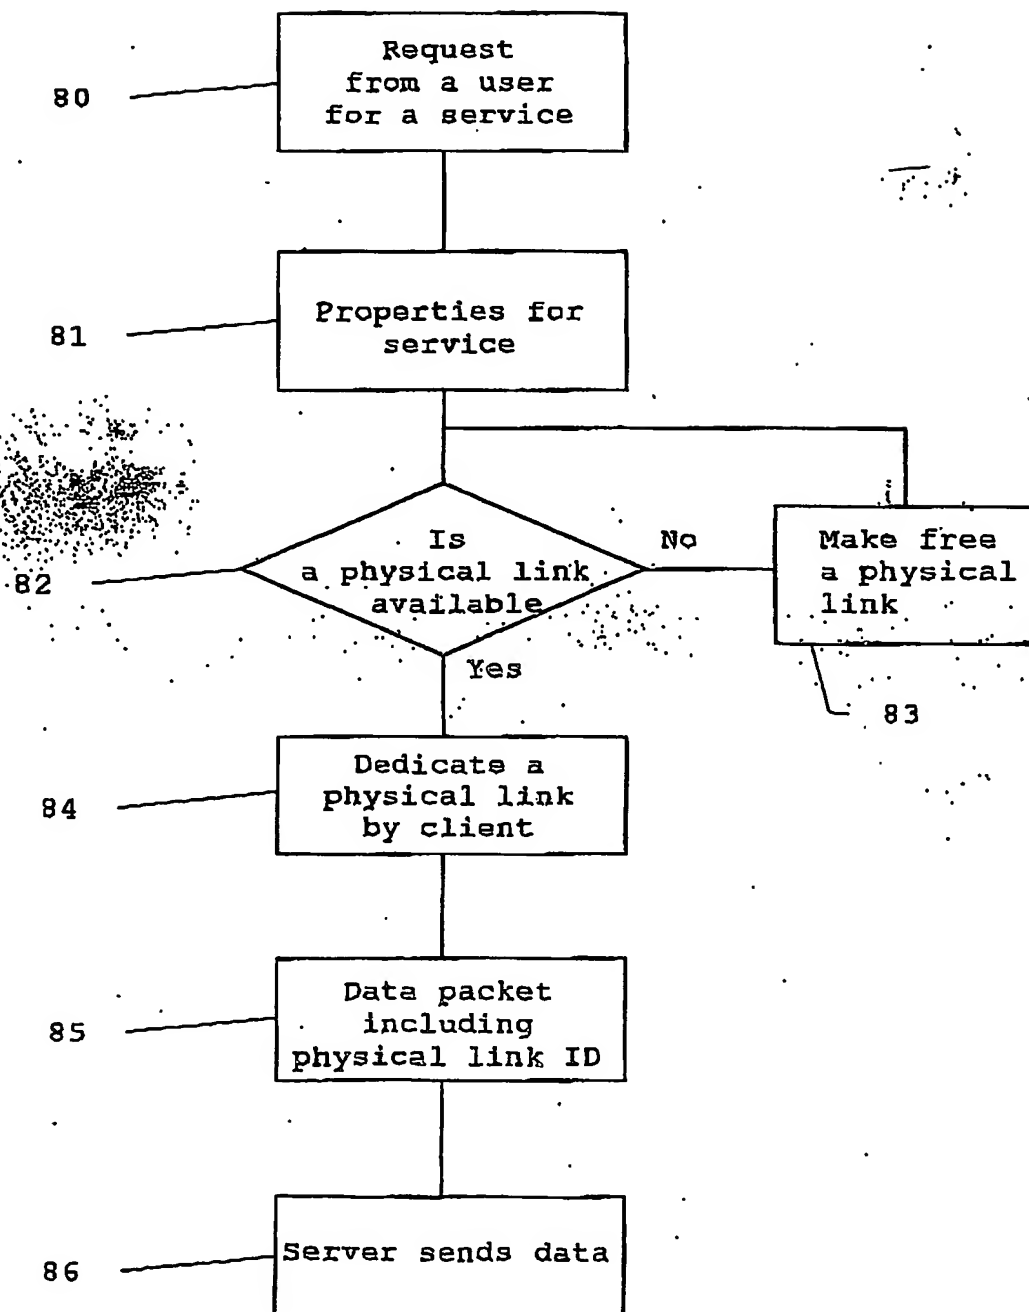 80
Request
from a user
for a service
81
Properties for
service
82
Is
a physical link
available
No
Make free
a physical
link
83
Yes
84
Dedicate a
physical link
by client
85
Data packet
including
physical link ID
86
Server sends data